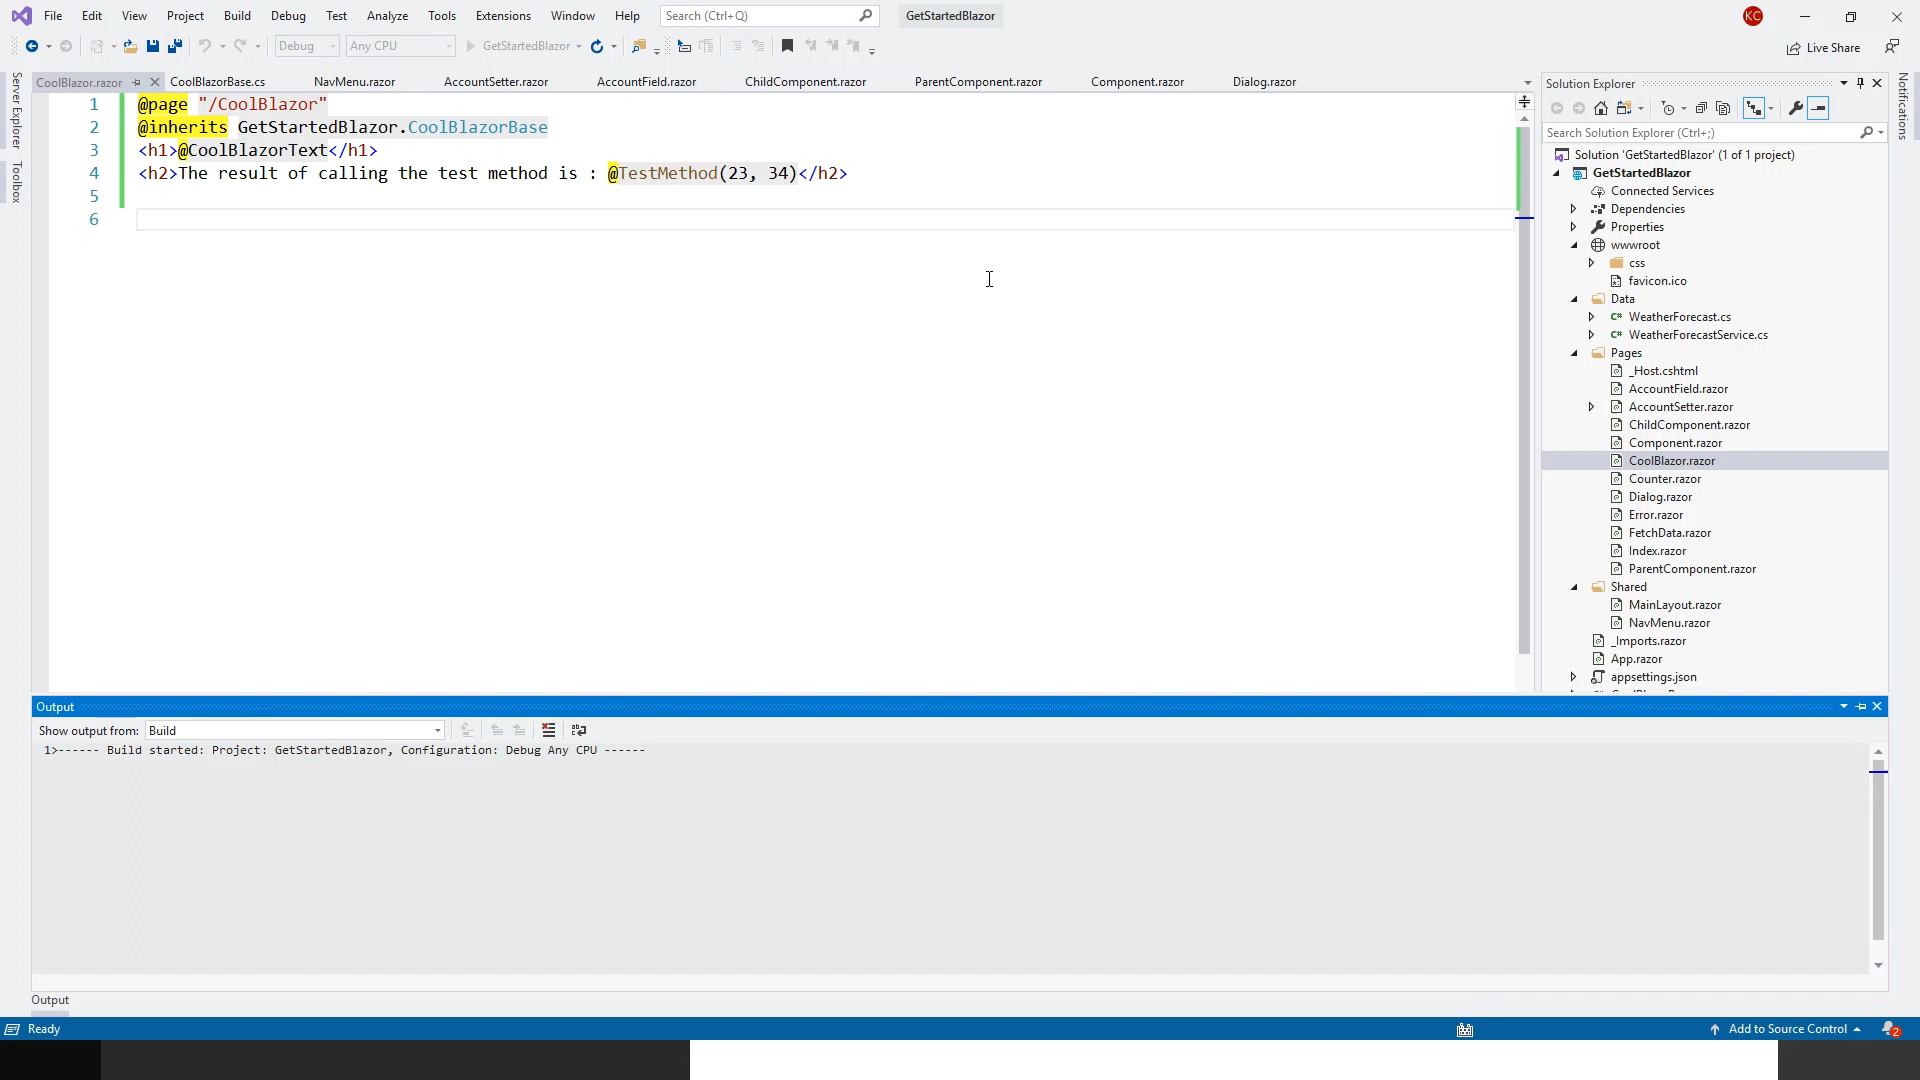 File Edit View Project Build Debug Test Analyze Tools Extensions Window Help Search (Ctrl+Q) GetStartedBlazor KC
Debug Any CPU GetStartedBlazor Live Share
CoolBlazor.razor CoolBlazorBase.cs NavMenu.razor AccountSetter.razor AccountField.razor ChildComponent.razor ParentComponent.razor Component.razor Dialog.razor
Server Explorer
Toolbox
1 @page "/CoolBlazor"
2 @inherits GetStartedBlazor.CoolBlazorBase
3 <h1>@CoolBlazorText</h1>
4 <h2>The result of calling the test method is : @TestMethod(23, 34)</h2>
5
6
Solution Explorer
Search Solution Explorer (Ctrl+;)
Solution 'GetStartedBlazor' (1 of 1 project)
GetStartedBlazor
Connected Services
Dependencies
Properties
wwwroot
css
favicon.ico
Data
C# WeatherForecast.cs
C# WeatherForecastService.cs
Pages
_Host.cshtml
AccountField.razor
AccountSetter.razor
ChildComponent.razor
Component.razor
CoolBlazor.razor
Counter.razor
Dialog.razor
Error.razor
FetchData.razor
Index.razor
ParentComponent.razor
Shared
MainLayout.razor
NavMenu.razor
_Imports.razor
App.razor
appsettings.json
Notifications
Output
Show output from: Build
1>------ Build started: Project: GetStartedBlazor, Configuration: Debug Any CPU ------
Output
Ready Add to Source Control 2